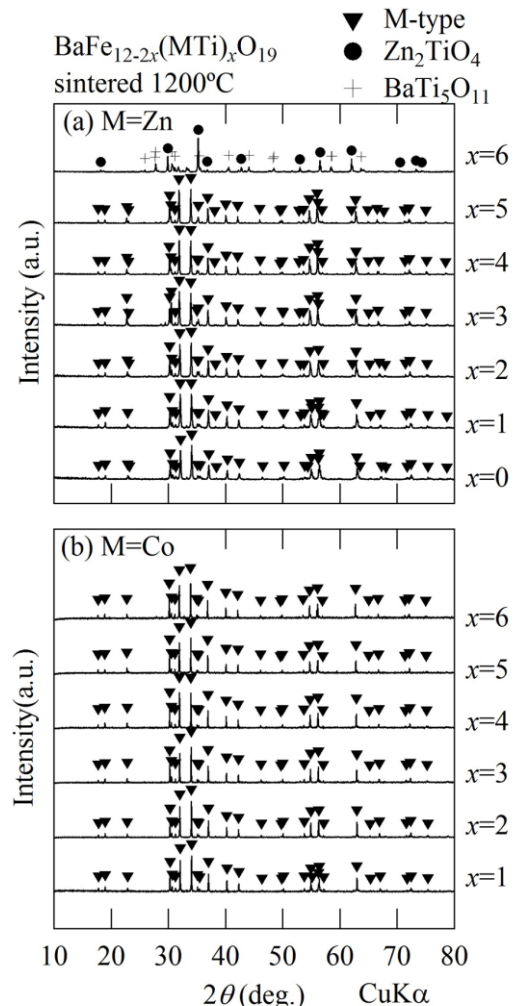 BaFe12-2x(MTi)xO19
sintered 1200ºC
▼ M-type
● Zn2TiO4
+ BaTi5O11
(a) M=Zn
x=6
x=5
x=4
x=3
x=2
x=1
x=0
Intensity (a.u.)
(b) M=Co
x=6
x=5
x=4
x=3
x=2
x=1
Intensity(a.u.)
10 20 30 40 50 60 70 80
2θ (deg.) CuKα